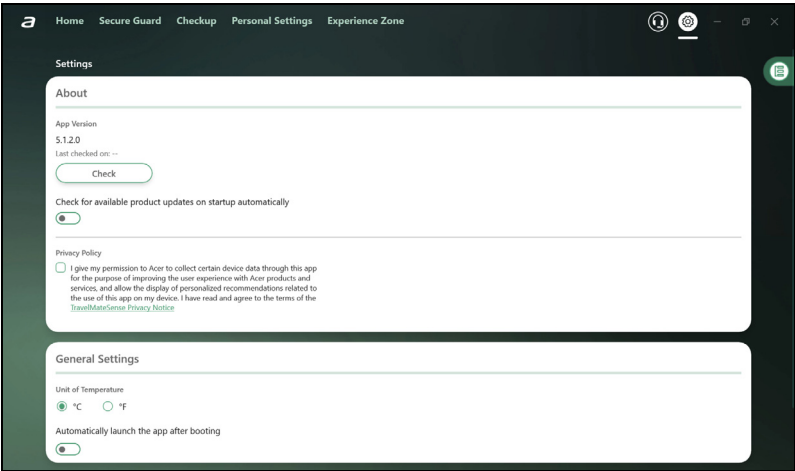 a Home Secure Guard Checkup Personal Settings Experience Zone
Settings
About
App Version
5.1.2.0
Last checked on: --
Check
Check for available product updates on startup automatically
Privacy Policy
I give my permission to Acer to collect certain device data through this app
for the purpose of improving the user experience with Acer products and
services, and allow the display of personalized recommendations related to
the use of this app on my device. I have read and agree to the terms of the
TravelMateSense Privacy Notice
General Settings
Unit of Temperature
°C °F
Automatically launch the app after booting